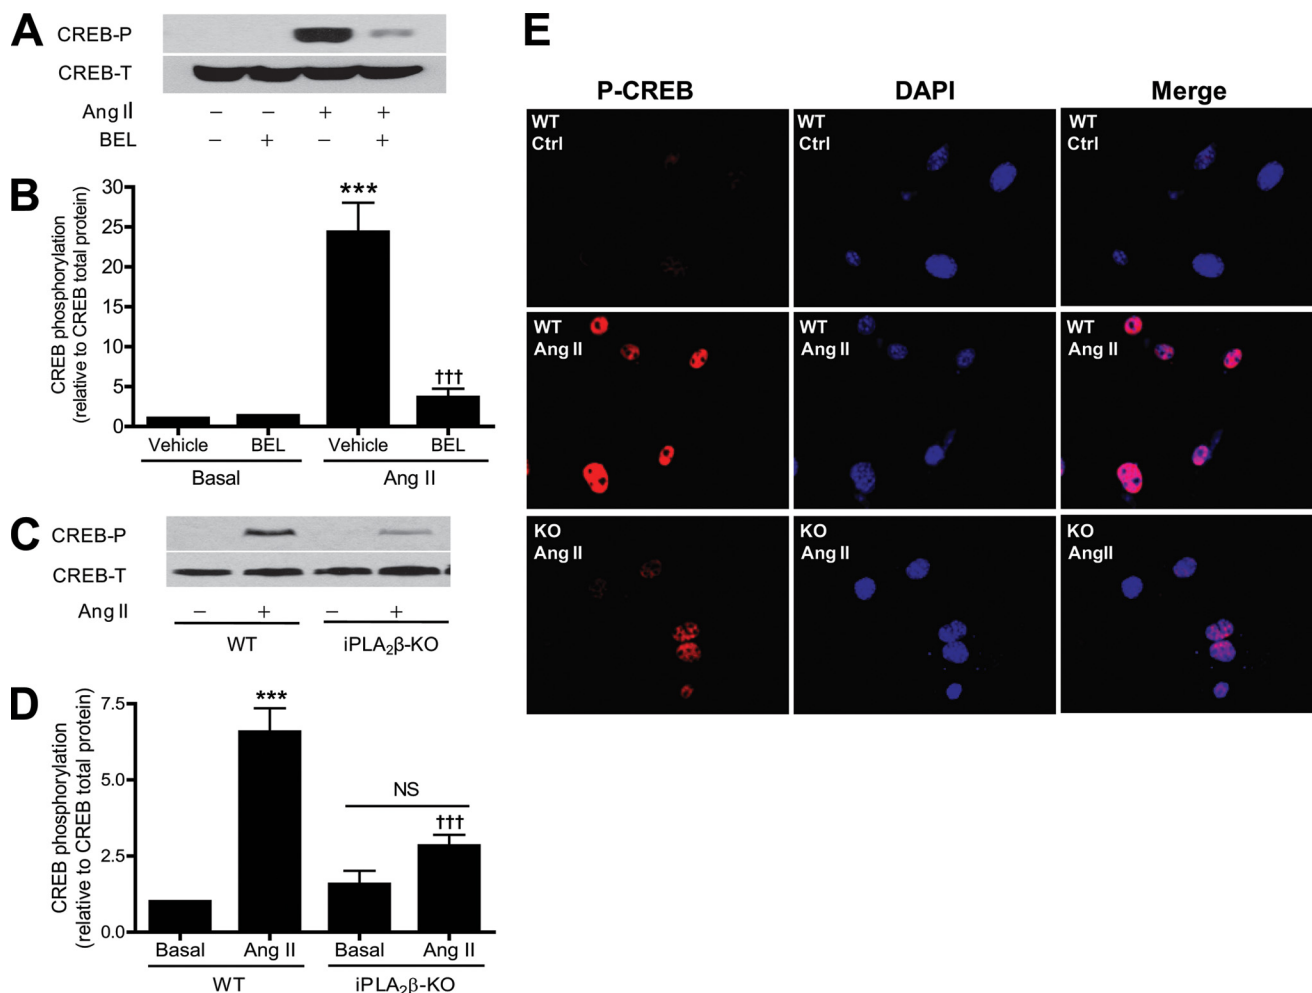 A
CREB-P
CREB-T
Ang II − − + +
BEL − + − +
B
CREB phosphorylation
(relative to CREB total protein)
30
25
20
15
10
5
0
***
†††
Vehicle BEL Vehicle BEL
Basal Ang II
C
CREB-P
CREB-T
Ang II − + − +
WT iPLA₂β-KO
D
CREB phosphorylation
(relative to CREB total protein)
7.5
5.0
2.5
0.0
***
NS
†††
Basal Ang II Basal Ang II
WT iPLA₂β-KO
E
P-CREB DAPI Merge
WT
Ctrl
WT
Ctrl
WT
Ctrl
WT
Ang II
WT
Ang II
WT
Ang II
KO
Ang II
KO
Ang II
KO
AngII